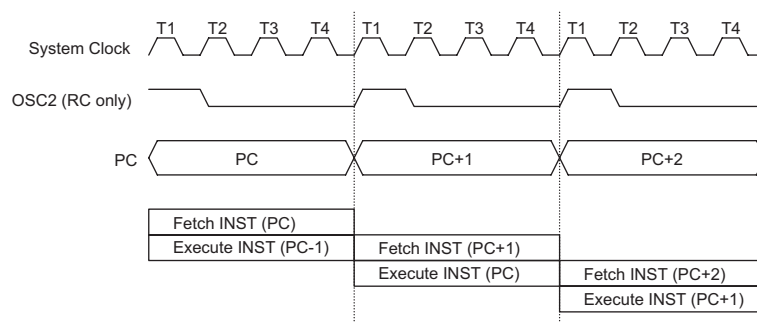 T1 T2 T3 T4 T1 T2 T3 T4 T1 T2 T3 T4
System Clock
OSC2 (RC only)
PC PC PC+1 PC+2
Fetch INST (PC)
Execute INST (PC-1) Fetch INST (PC+1)
Execute INST (PC) Fetch INST (PC+2)
Execute INST (PC+1)